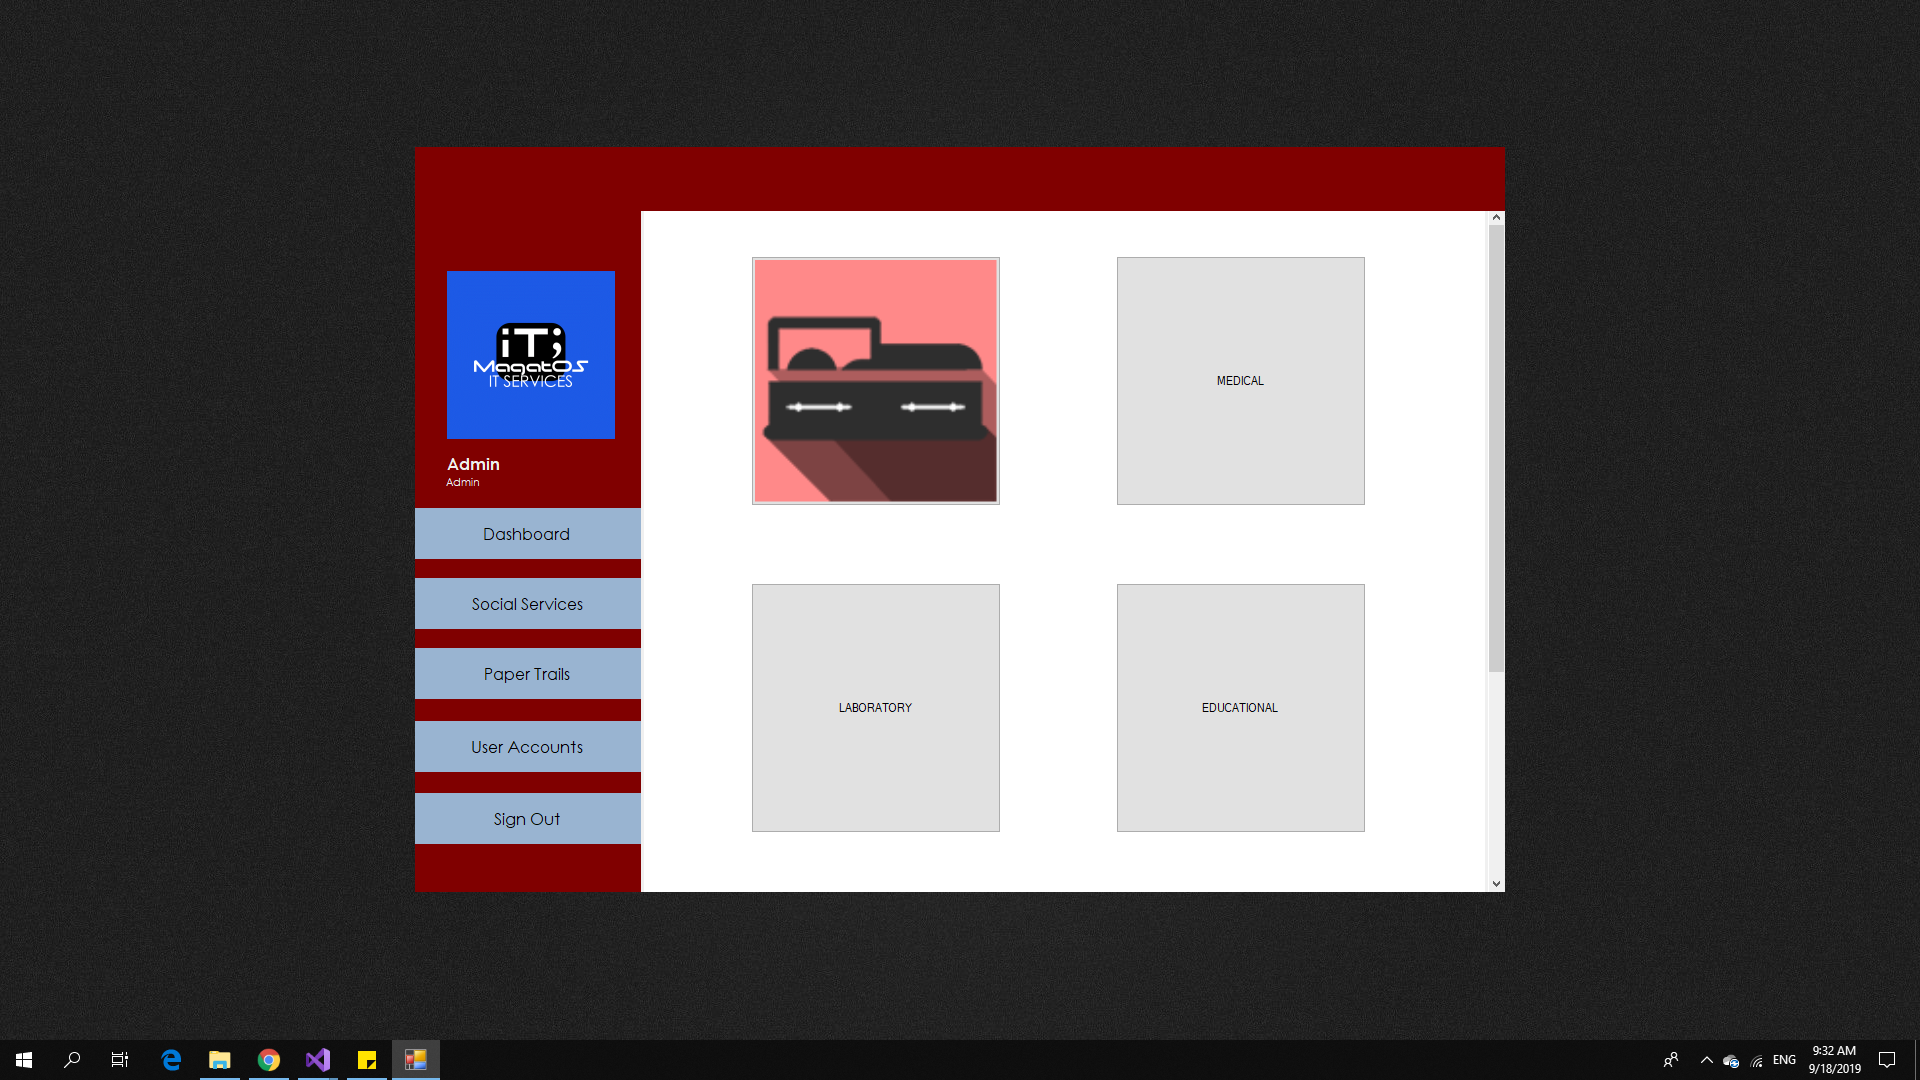 iT;
MagatOS
IT SERVICES
Admin
Admin
Dashboard
Social Services
Paper Trails
User Accounts
Sign Out
MEDICAL
LABORATORY
EDUCATIONAL
ENG
9:32 AM
9/18/2019